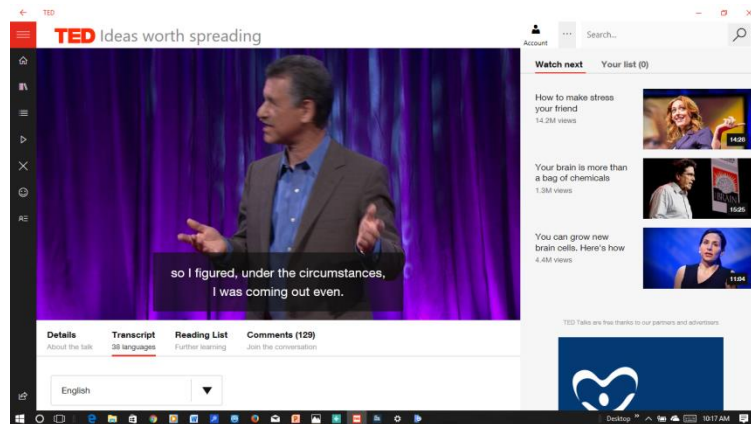 TED
TED Ideas worth spreading
Account
Search...
Watch next Your list (0)
How to make stress
your friend
14.2M views
14:28
Your brain is more than
a bag of chemicals
1.3M views
BRAIN
15:25
You can grow new
brain cells. Here's how
4.4M views
11:04
so I figured, under the circumstances,
I was coming out even.
TED Talks are free thanks to our partners and advertisers
Details Transcript Reading List Comments (129)
About the talk 38 languages Further learning Join the conversation
English
Desktop
10:17 AM